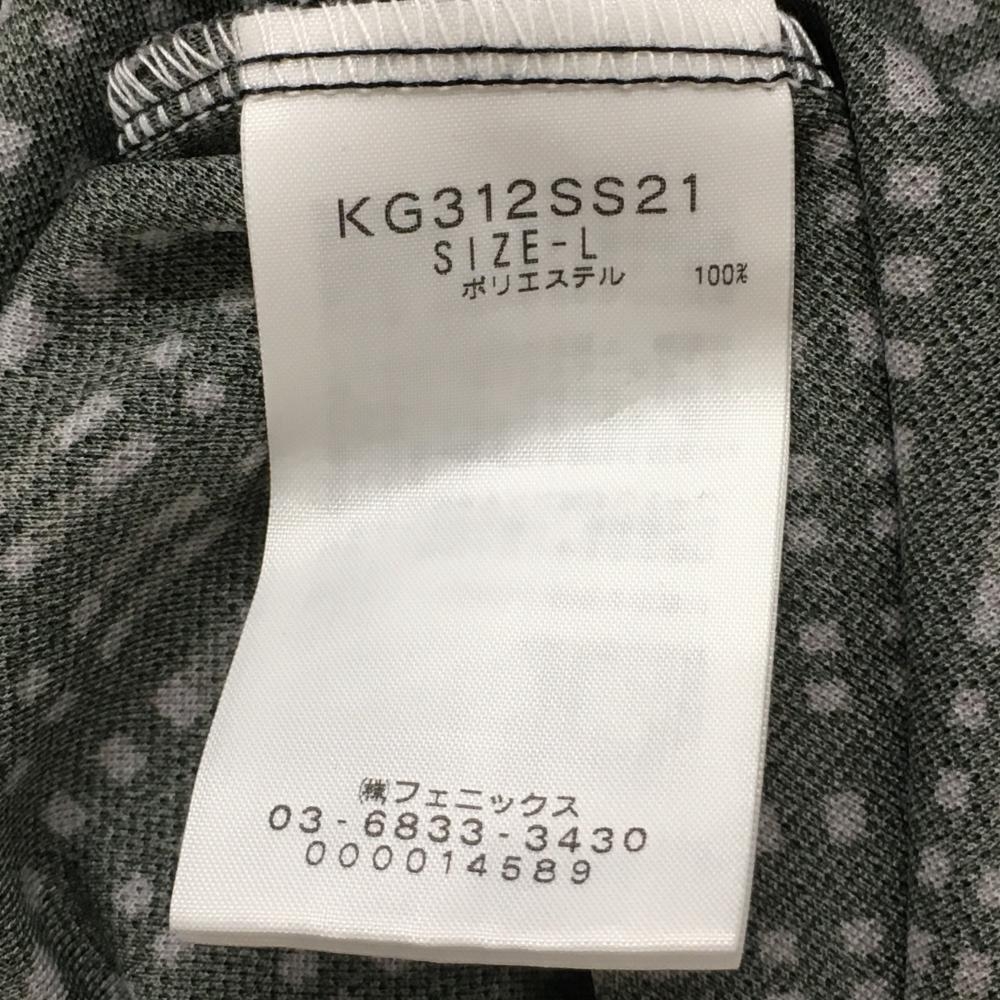 KG312SS21
SIZE-L
ポリエステル 100%
㈱フェニックス
03-6833-3430
000014589